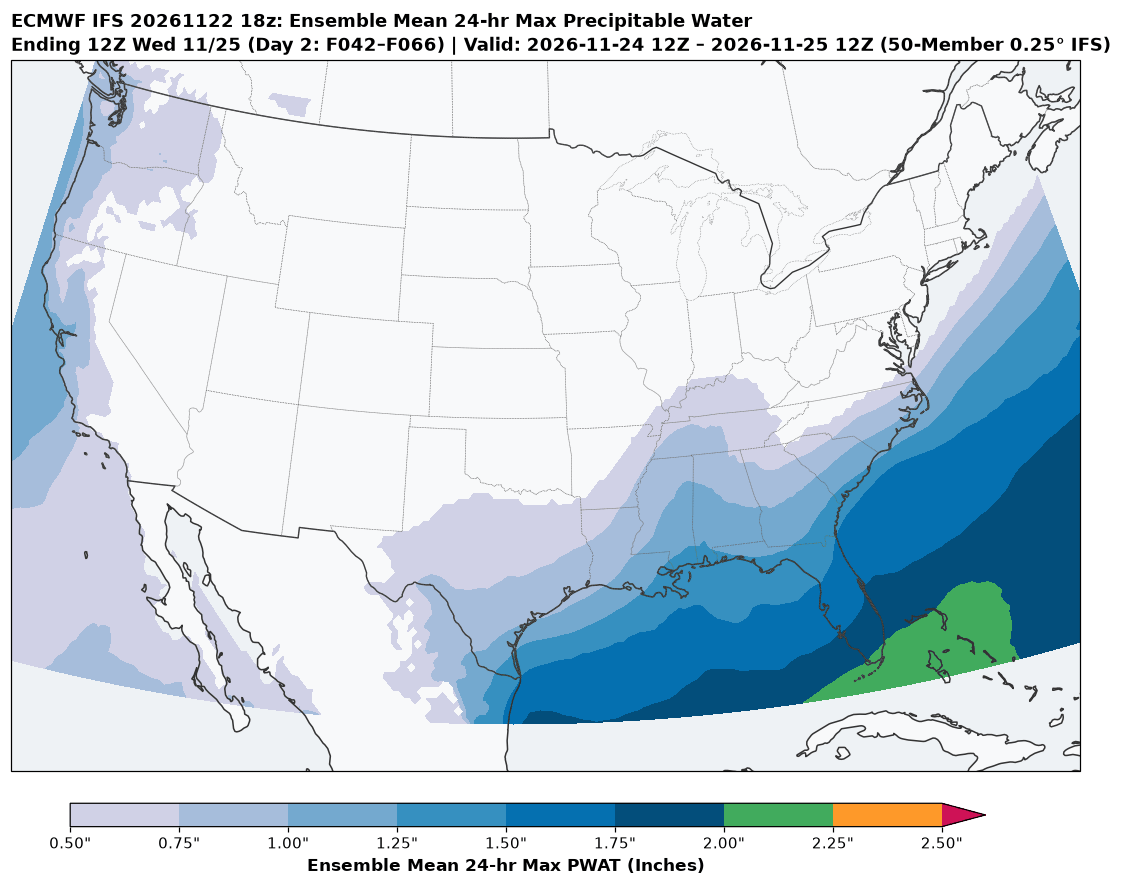 ECMWF IFS 20261122 18z: Ensemble Mean 24-hr Max Precipitable Water
Ending 12Z Wed 11/25 (Day 2: F042–F066) | Valid: 2026-11-24 12Z – 2026-11-25 12Z (50-Member 0.25° IFS)
0.50" 0.75" 1.00" 1.25" 1.50" 1.75" 2.00" 2.25" 2.50"
Ensemble Mean 24-hr Max PWAT (Inches)